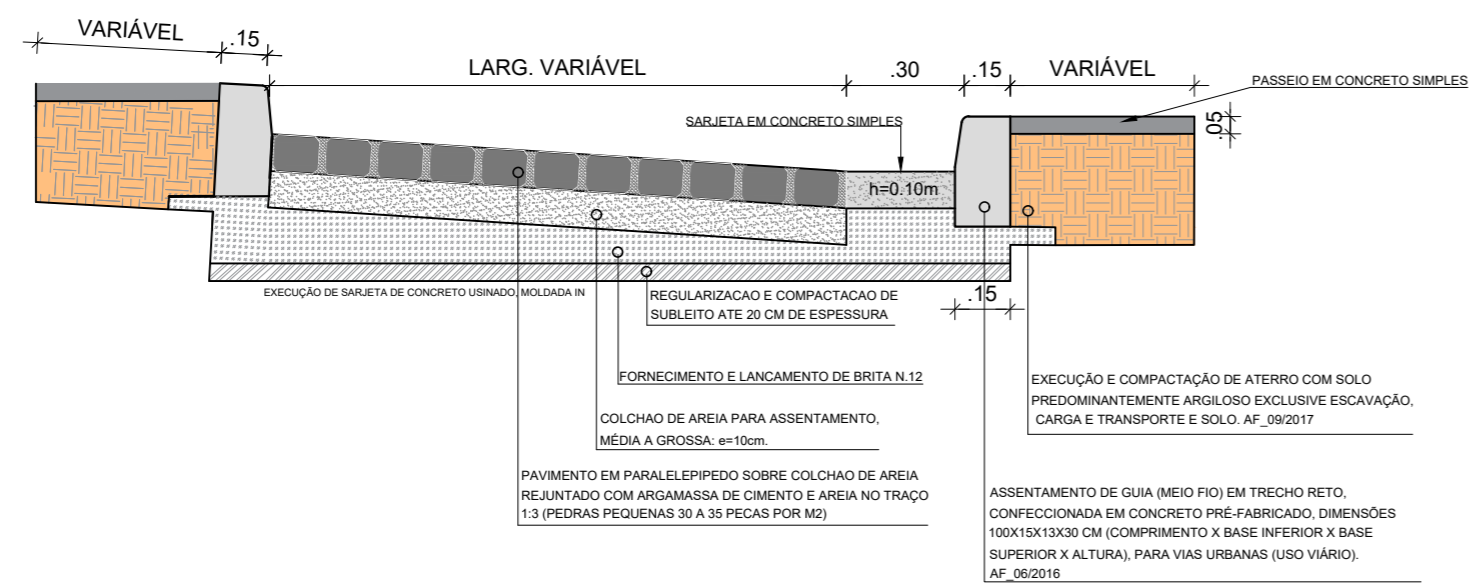 VARIÁVEL
.15
LARG. VARIÁVEL
.30
.15
VARIÁVEL
PASSEIO EM CONCRETO SIMPLES
.05
SARJETA EM CONCRETO SIMPLES
h=0.10m
.15
EXECUÇÃO DE SARJETA DE CONCRETO USINADO, MOLDADA IN
REGULARIZACAO E COMPACTACAO DE
SUBLEITO ATE 20 CM DE ESPESSURA
FORNECIMENTO E LANCAMENTO DE BRITA N.12
COLCHAO DE AREIA PARA ASSENTAMENTO,
MÉDIA A GROSSA: e=10cm.
PAVIMENTO EM PARALELEPIPEDO SOBRE COLCHAO DE AREIA
REJUNTADO COM ARGAMASSA DE CIMENTO E AREIA NO TRAÇO
1:3 (PEDRAS PEQUENAS 30 A 35 PECAS POR M2)
EXECUÇÃO E COMPACTAÇÃO DE ATERRO COM SOLO
PREDOMINANTEMENTE ARGILOSO EXCLUSIVE ESCAVAÇÃO,
CARGA E TRANSPORTE E SOLO. AF_09/2017
ASSENTAMENTO DE GUIA (MEIO FIO) EM TRECHO RETO,
CONFECCIONADA EM CONCRETO PRÉ-FABRICADO, DIMENSÕES
100X15X13X30 CM (COMPRIMENTO X BASE INFERIOR X BASE
SUPERIOR X ALTURA), PARA VIAS URBANAS (USO VIÁRIO).
AF_06/2016